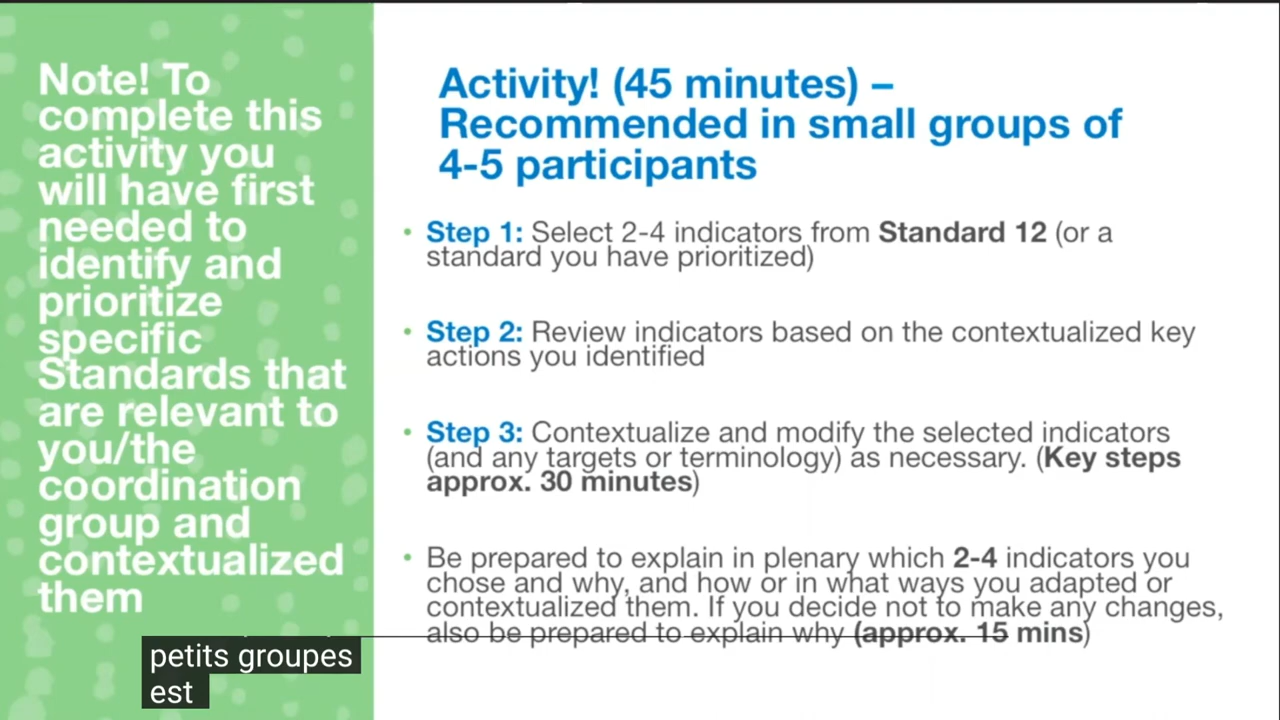 Note! To
complete this
activity you
will have first
needed to
identify and
prioritize
specific
Standards that
are relevant to
you/the
coordination
group and
contextualized
them
Activity! (45 minutes) –
Recommended in small groups of
4-5 participants
• Step 1: Select 2-4 indicators from Standard 12 (or a
standard you have prioritized)
• Step 2: Review indicators based on the contextualized key
actions you identified
• Step 3: Contextualize and modify the selected indicators
(and any targets or terminology) as necessary. (Key steps
approx. 30 minutes)
• Be prepared to explain in plenary which 2-4 indicators you
chose and why, and how or in what ways you adapted or
contextualized them. If you decide not to make any changes,
also be prepared to explain why (approx. 15 mins)
petits groupes
est